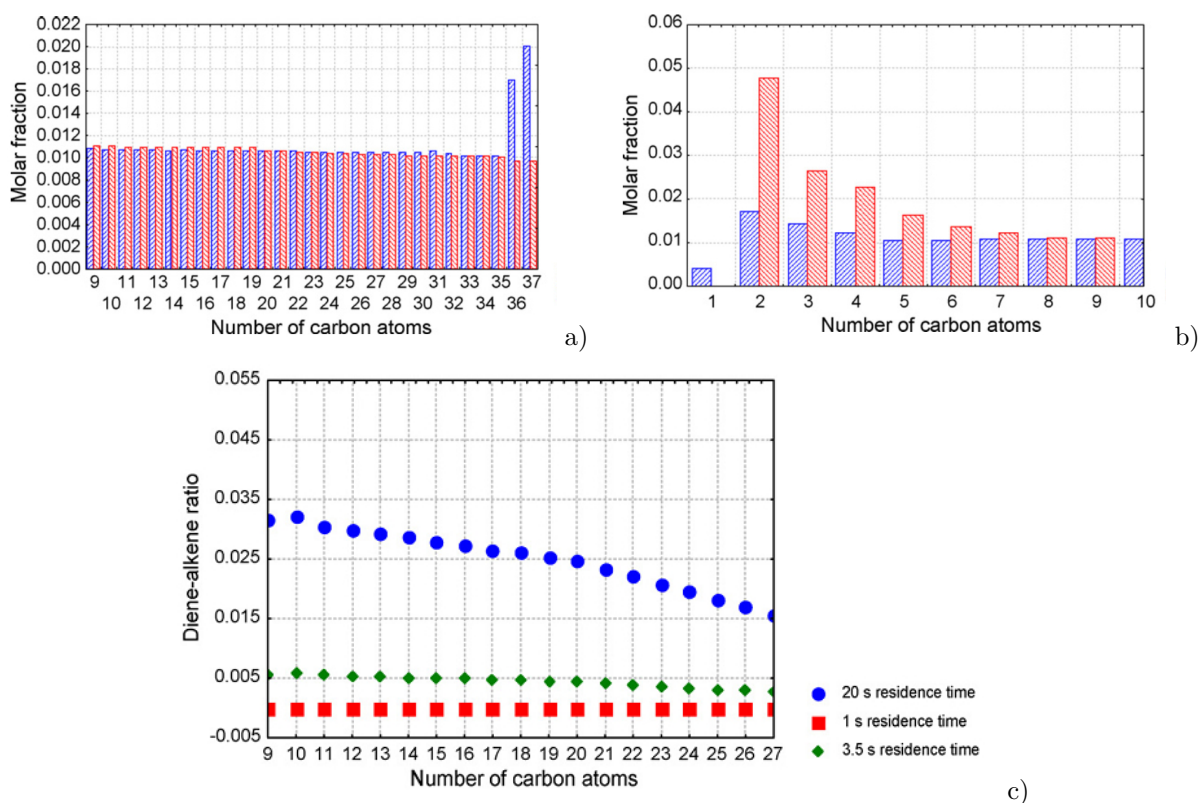 0.022
0.020
0.018
0.016
0.014
0.012
0.010
0.008
0.006
0.004
0.002
0.000
Molar fraction
9 11 13 15 17 19 21 23 25 27 29 31 33 35 37
10 12 14 16 18 20 22 24 26 28 30 32 34 36
Number of carbon atoms
a)
0.06
0.05
0.04
0.03
0.02
0.01
0.00
Molar fraction
1 2 3 4 5 6 7 8 9 10
Number of carbon atoms
b)
0.055
0.045
0.035
0.025
0.015
0.005
-0.005
Diene-alkene ratio
9 10 11 12 13 14 15 16 17 18 19 20 21 22 23 24 25 26 27
Number of carbon atoms
20 s residence time
1 s residence time
3.5 s residence time
c)